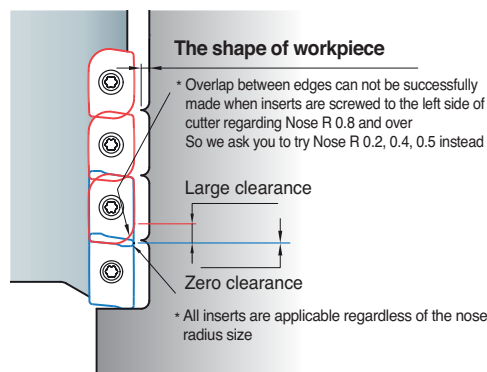 The shape of workpiece
* Overlap between edges can not be successfully
made when inserts are screwed to the left side of
cutter regarding Nose R 0.8 and over
So we ask you to try Nose R 0.2, 0.4, 0.5 instead
Large clearance
Zero clearance
* All inserts are applicable regardless of the nose
radius size